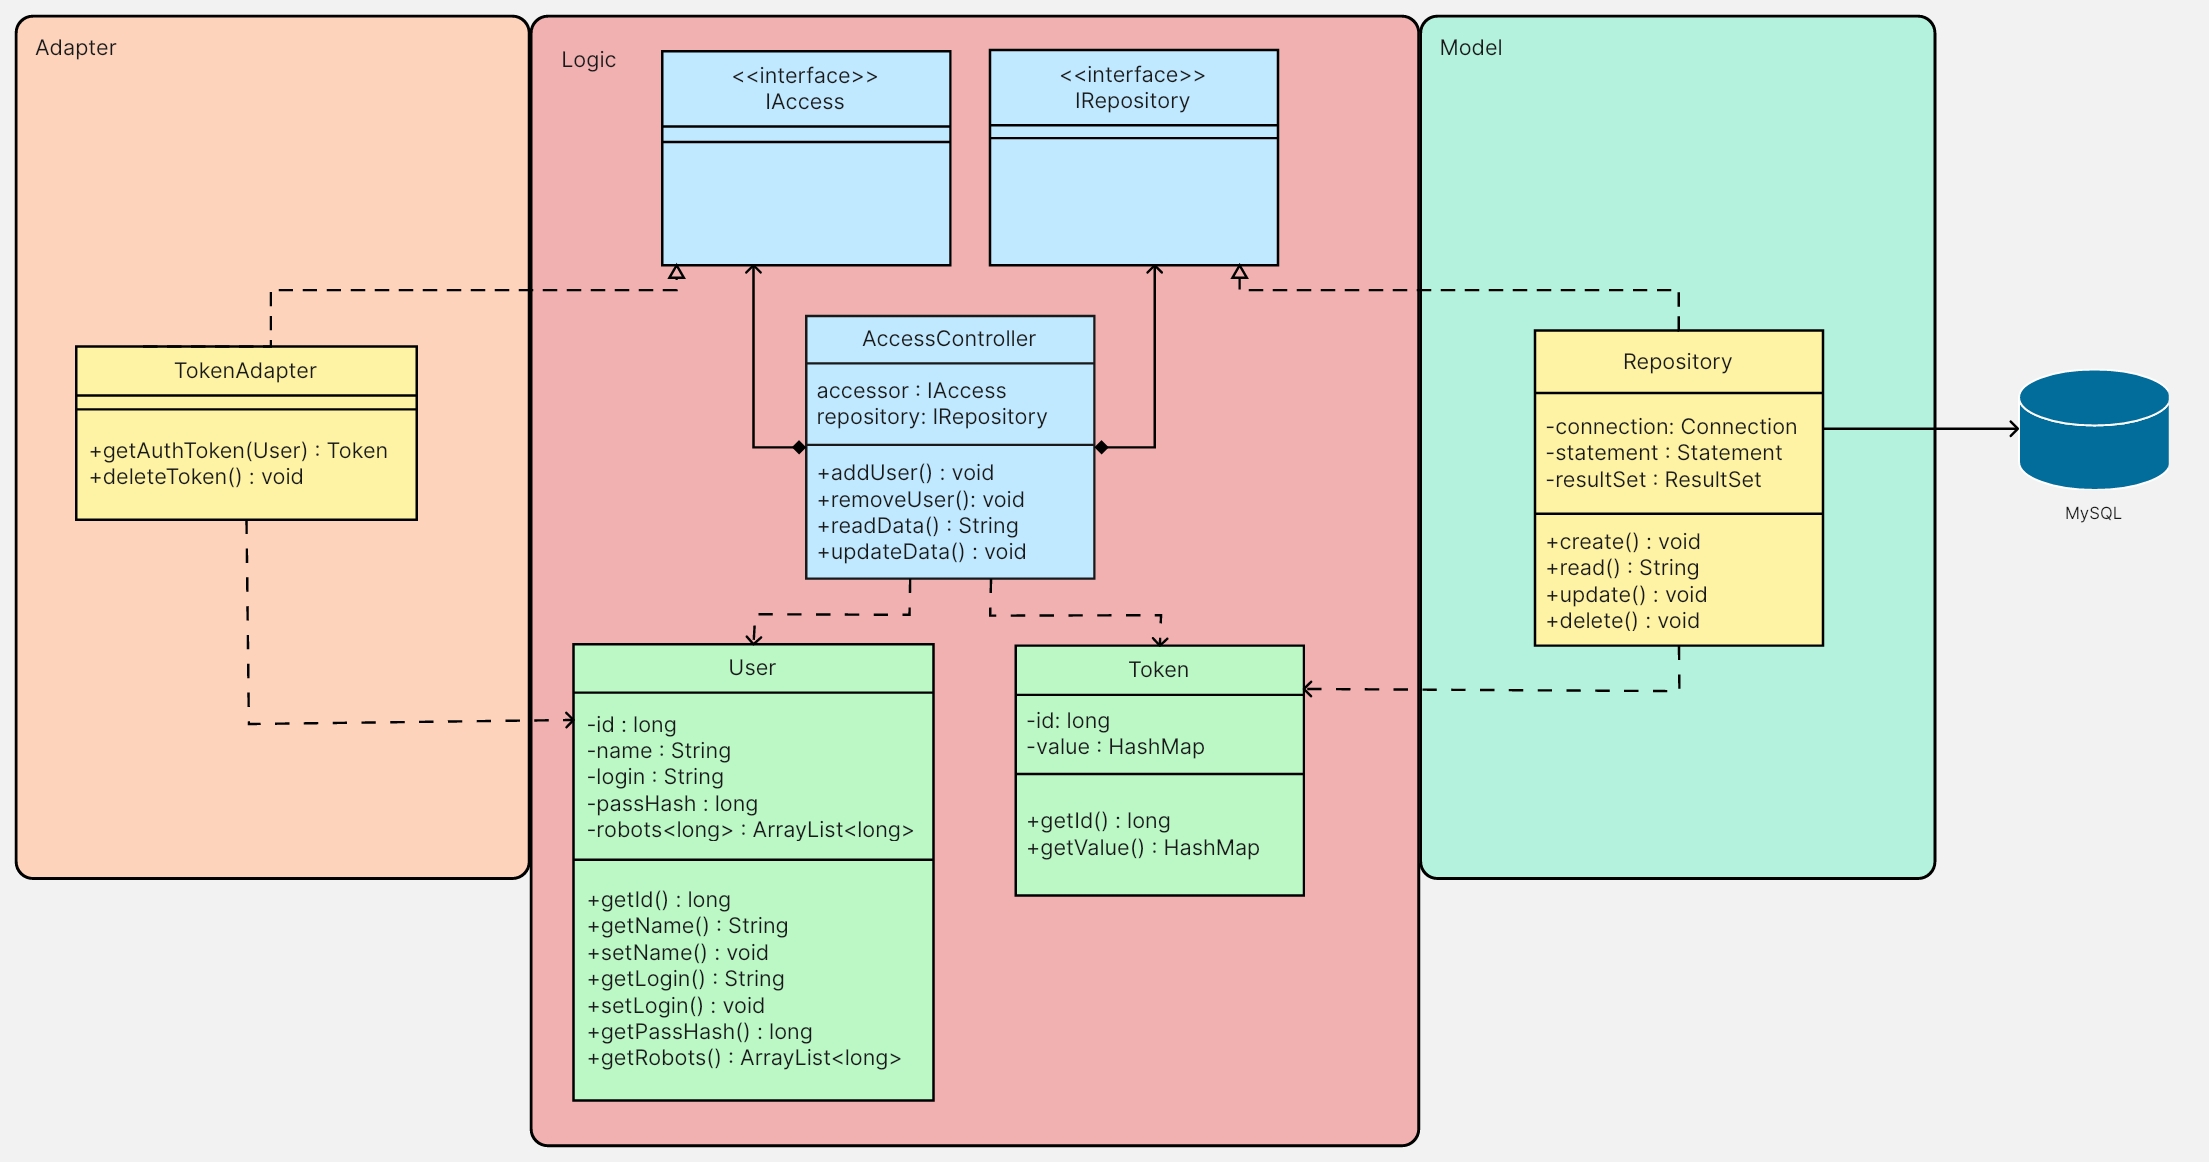 Adapter
TokenAdapter
+getAuthToken(User) : Token
+deleteToken() : void
Logic
<<interface>>
IAccess
<<interface>>
IRepository
AccessController
accessor : IAccess
repository: IRepository
+addUser() : void
+removeUser(): void
+readData() : String
+updateData() : void
User
-id : long
-name : String
-login : String
-passHash : long
-robots<long> : ArrayList<long>
+getId() : long
+getName() : String
+setName() : void
+getLogin() : String
+setLogin() : void
+getPassHash() : long
+getRobots() : ArrayList<long>
Token
-id: long
-value : HashMap
+getId() : long
+getValue() : HashMap
Model
Repository
-connection: Connection
-statement : Statement
-resultSet : ResultSet
+create() : void
+read() : String
+update() : void
+delete() : void
MySQL